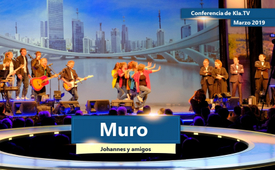 Conferencia de Kla.TV
Marzo 2019
Muro
Johannes y amigos